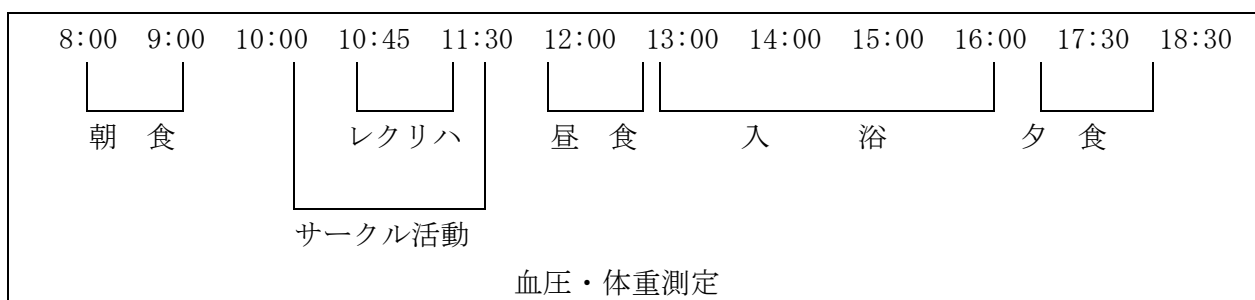 8:00 9:00 10:00 10:45 11:30 12:00 13:00 14:00 15:00 16:00 17:30 18:30
朝 食 レクリハ 昼 食 入 浴 夕 食
サークル活動
血圧・体重測定